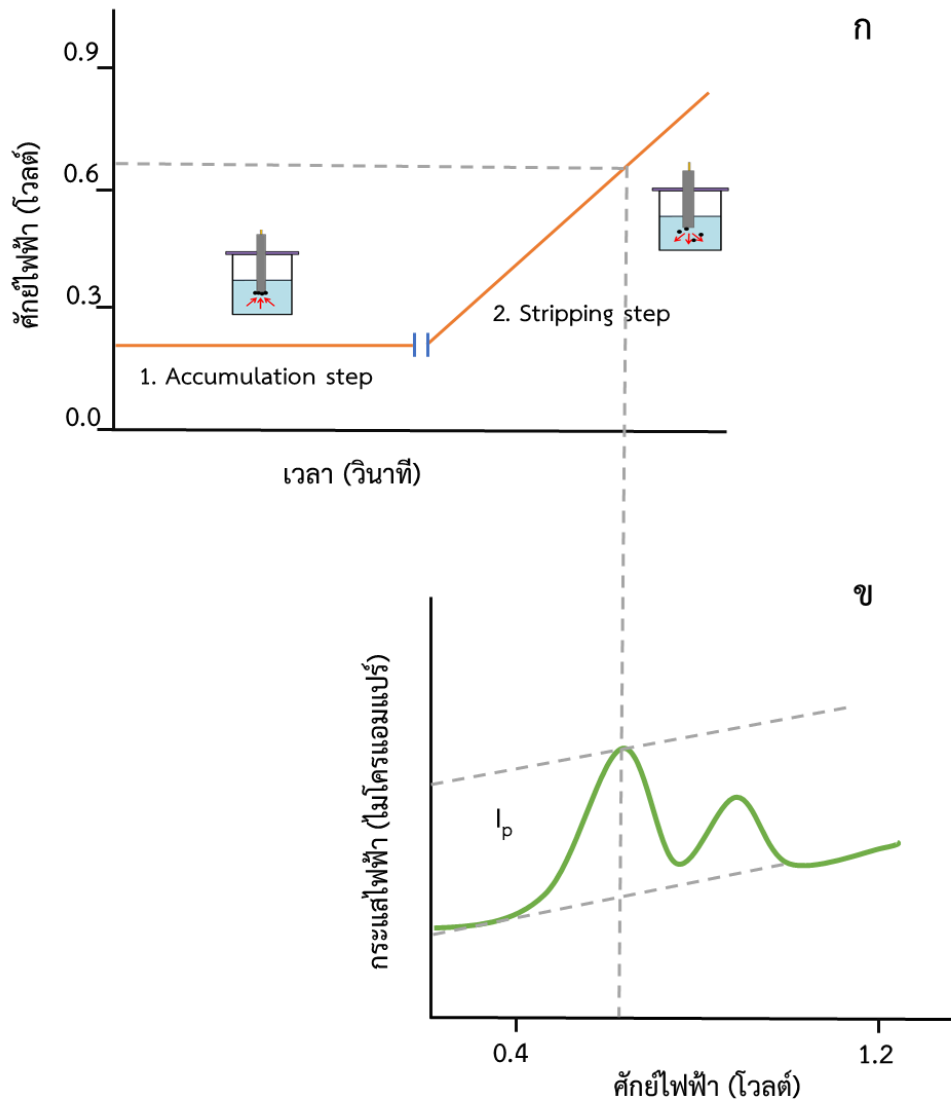 ก
0.9
0.6
0.3
0.0
ศักย์ไฟฟ้า (โวลต์)
1. Accumulation step
2. Stripping step
เวลา (วินาที)
ข
กระแสไฟฟ้า (ไมโครแอมแปร์)
Ip
0.4
1.2
ศักย์ไฟฟ้า (โวลต์)